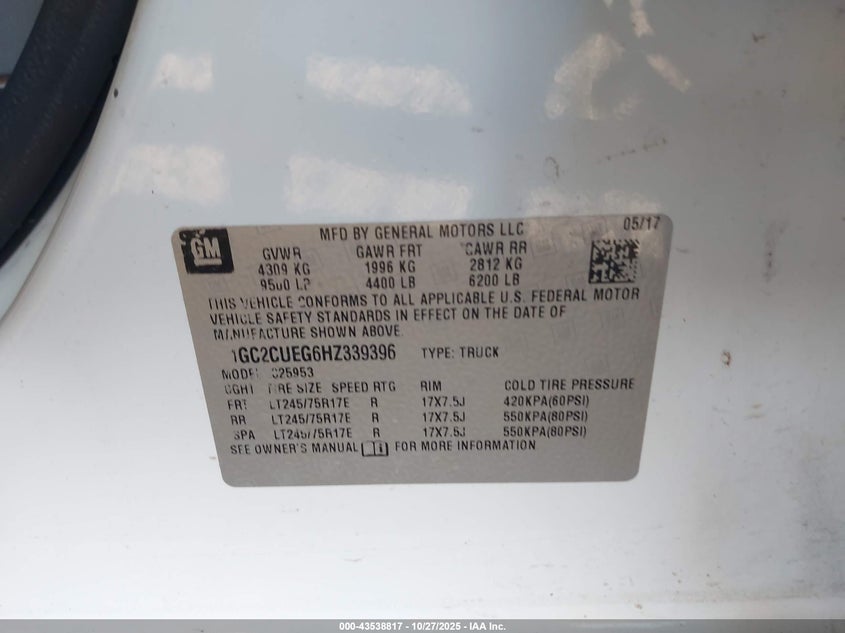 GM
MFD BY GENERAL MOTORS LLC 05/17
GVWR GAWR FRT GAWR RR
4309 KG 1996 KG 2812 KG
9500 LB 4400 LB 6200 LB
THIS VEHICLE CONFORMS TO ALL APPLICABLE U.S. FEDERAL MOTOR
VEHICLE SAFETY STANDARDS IN EFFECT ON THE DATE OF
MANUFACTURE SHOWN ABOVE.
1GC2CUEG6HZ339396 TYPE: TRUCK
MODEL: C25953
TIRE SIZE SPEED RTG RIM COLD TIRE PRESSURE
FRT LT245/75R17E R 17X7.5J 420KPA(60PSI)
RR LT245/75R17E R 17X7.5J 550KPA(80PSI)
SPA LT245/75R17E R 17X7.5J 550KPA(80PSI)
SEE OWNER'S MANUAL FOR MORE INFORMATION.
000-43538817 - 10/27/2025 - IAA Inc.